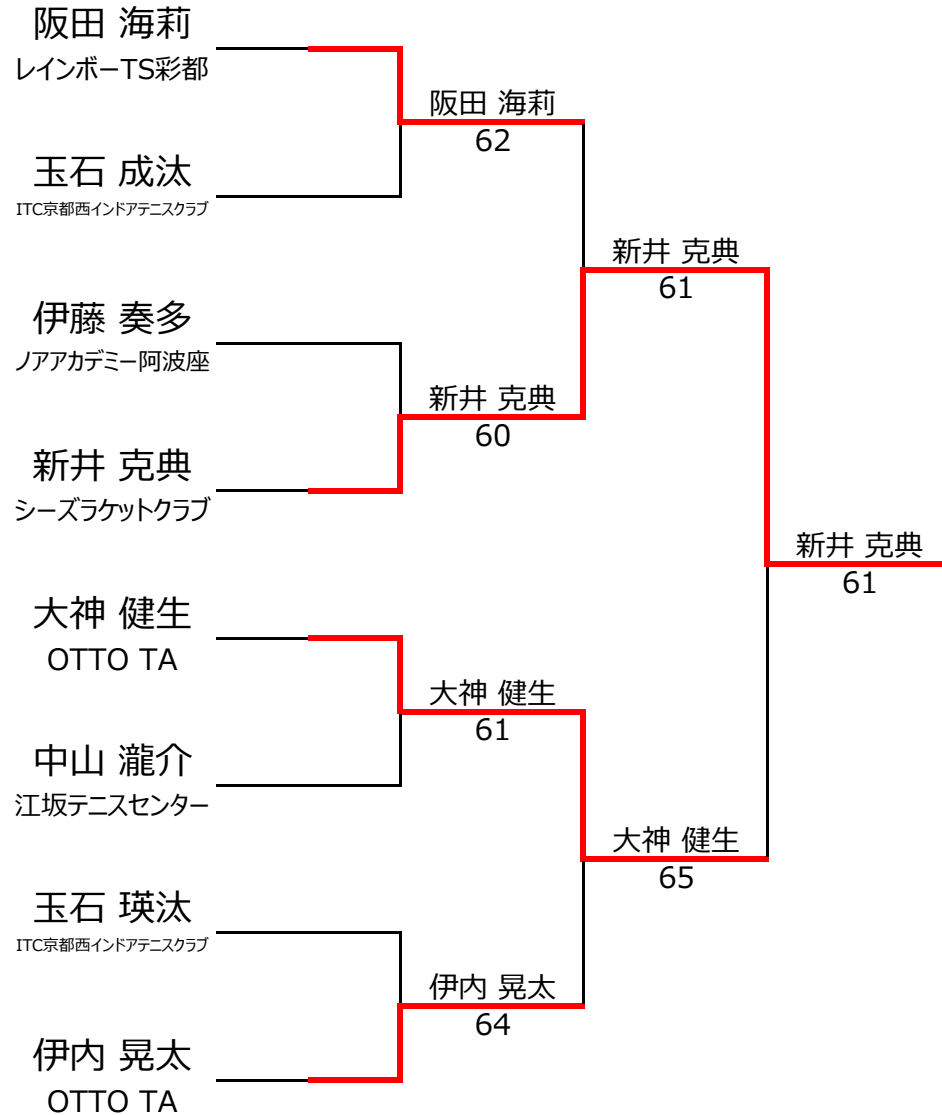 阪田 海莉
レインボーTS彩都
玉石 成汰
ITC京都西インドアテニスクラブ
伊藤 奏多
ノアアカデミー阿波座
新井 克典
シーズラケットクラブ
大神 健生
OTTO TA
中山 瀧介
江坂テニスセンター
玉石 瑛汰
ITC京都西インドアテニスクラブ
伊内 晃太
OTTO TA
阪田 海莉
62
新井 克典
60
大神 健生
61
伊内 晃太
64
新井 克典
61
大神 健生
65
新井 克典
61